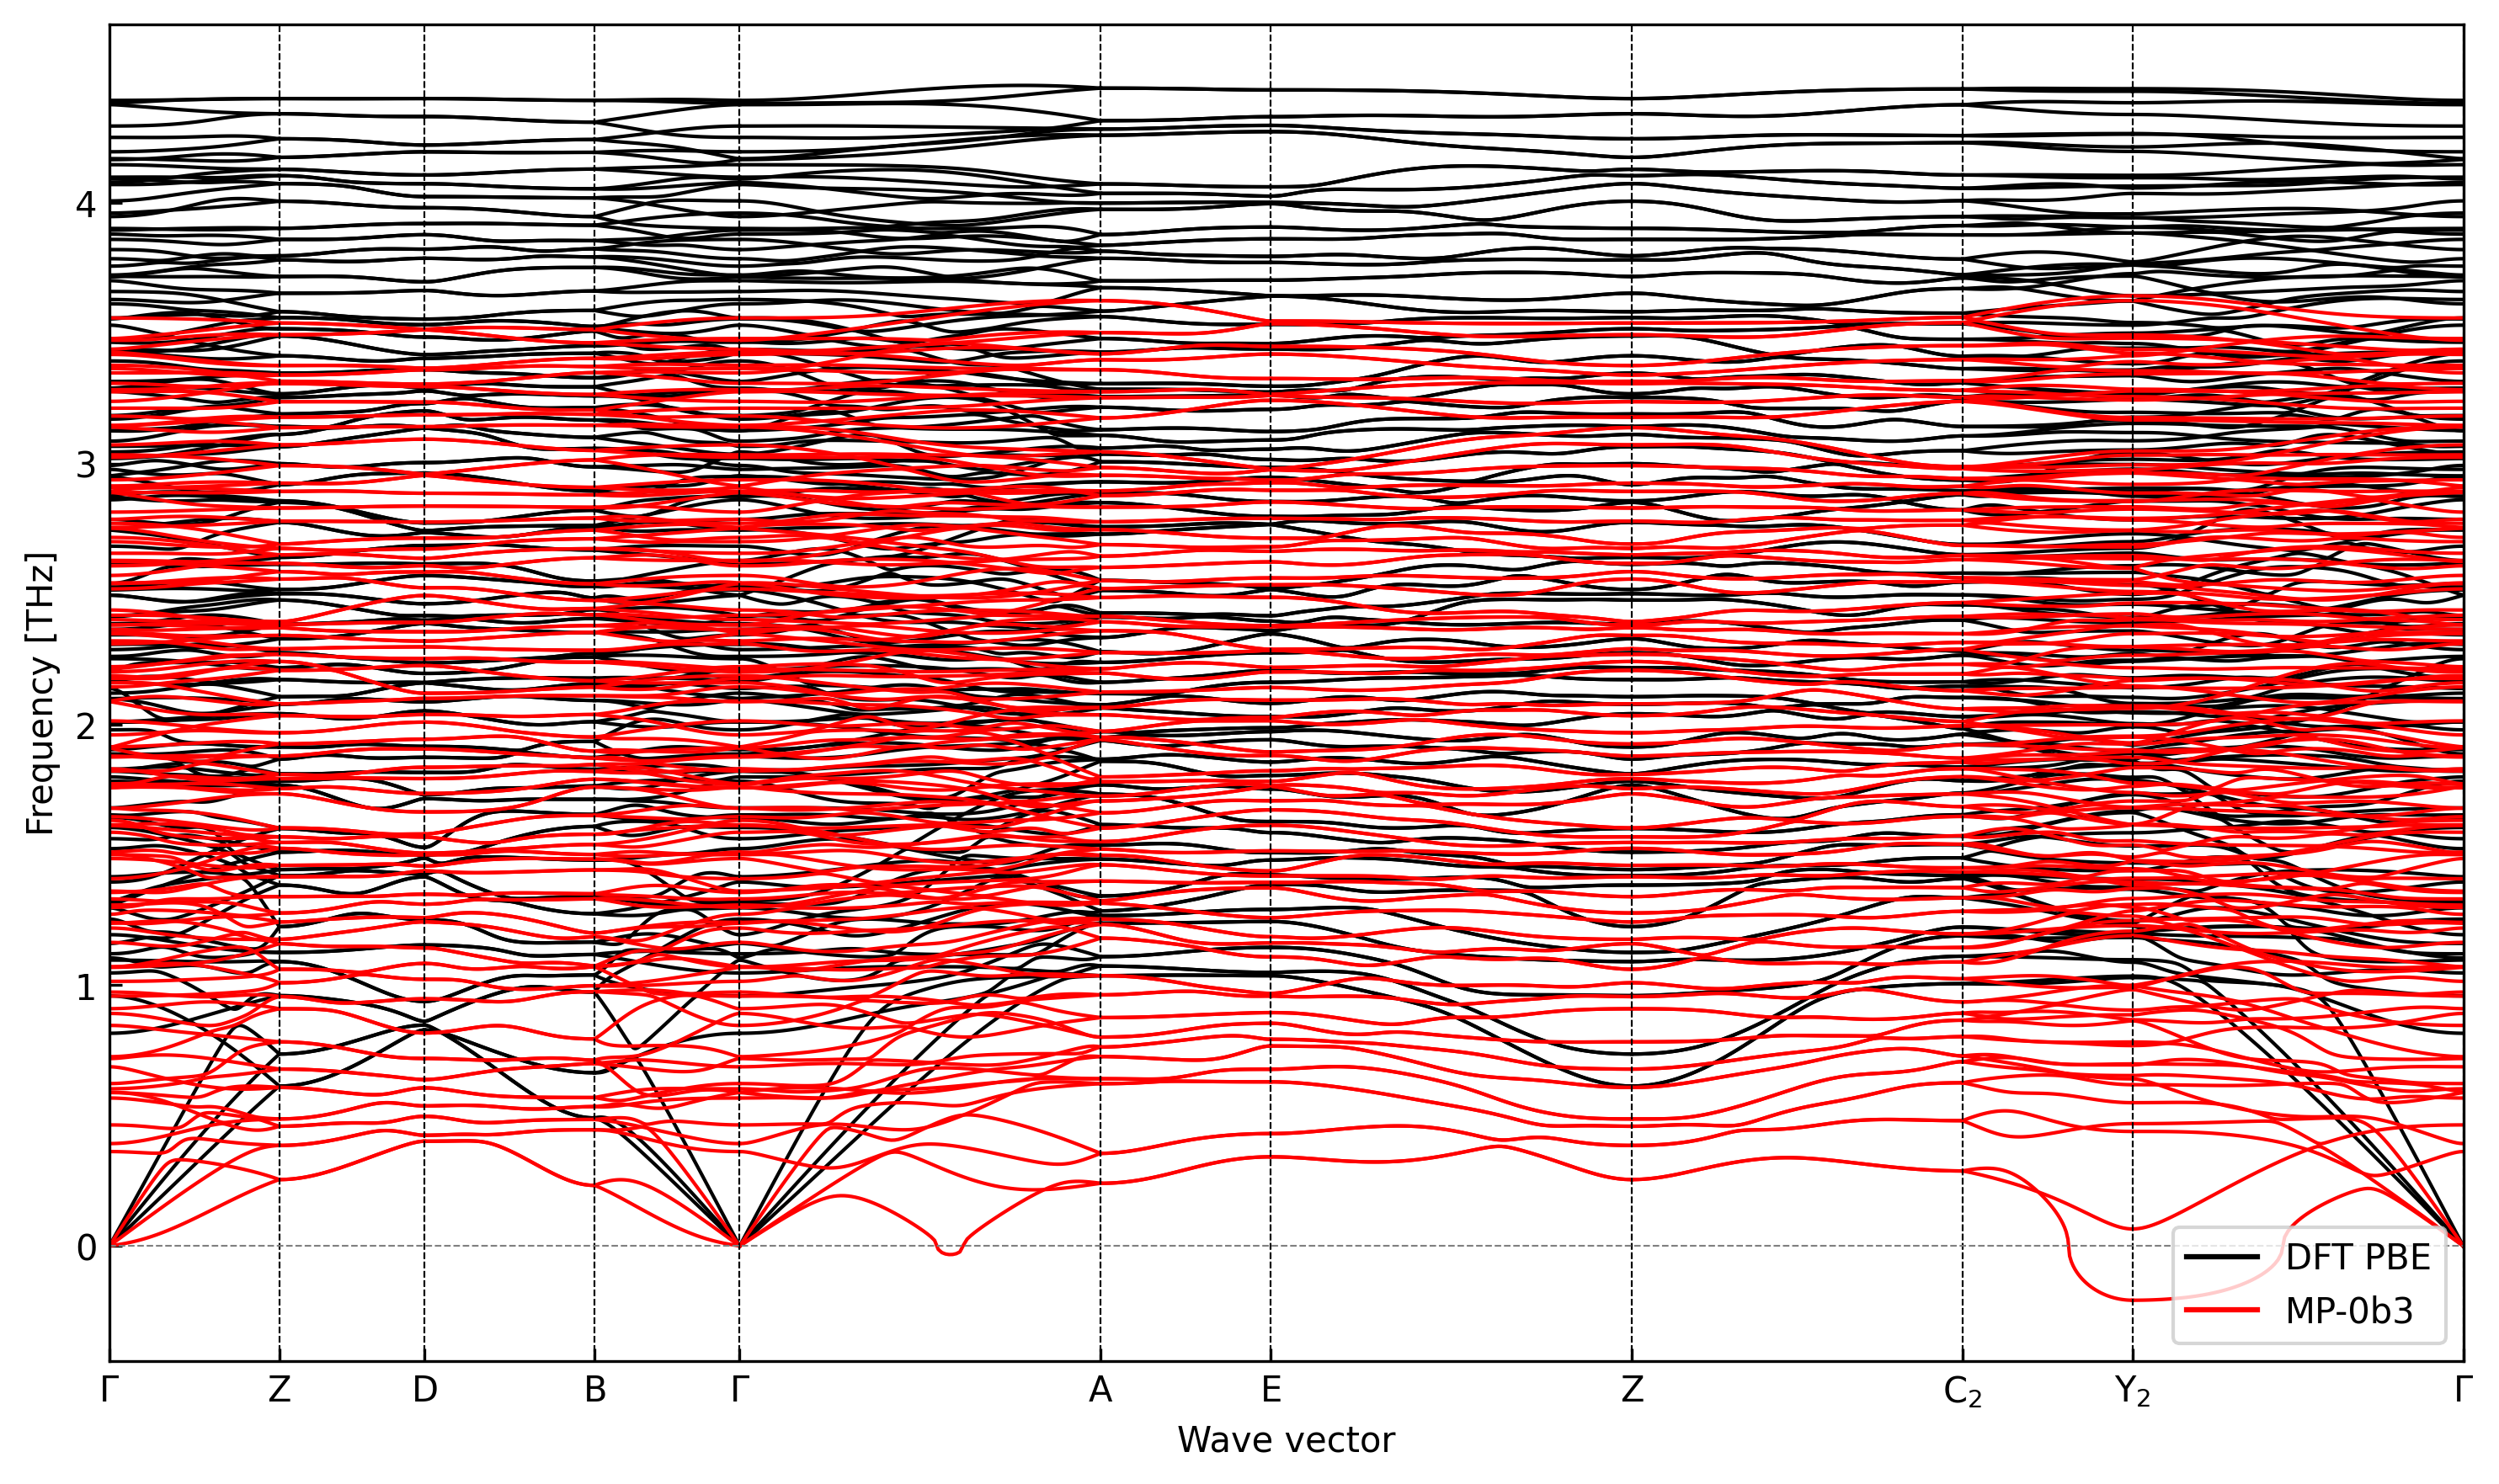 4
3
2
1
0
Frequency [THz]
Γ Z D B Γ A E Z C₂ Y₂ Γ
Wave vector
DFT PBE
MP-0b3